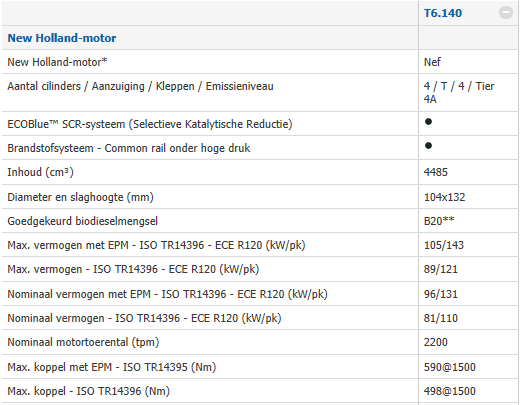 T6.140
New Holland-motor
New Holland-motor* Nef
Aantal cilinders / Aanzuiging / Kleppen / Emissieniveau 4 / T / 4 / Tier
4A
ECOBlue™ SCR-systeem (Selectieve Katalytische Reductie) ●
Brandstofsysteem - Common rail onder hoge druk ●
Inhoud (cm³) 4485
Diameter en slaghoogte (mm) 104x132
Goedgekeurd biodieselmengsel B20**
Max. vermogen met EPM - ISO TR14396 - ECE R120 (kW/pk) 105/143
Max. vermogen - ISO TR14396 - ECE R120 (kW/pk) 89/121
Nominaal vermogen met EPM - ISO TR14396 - ECE R120 (kW/pk) 96/131
Nominaal vermogen - ISO TR14396 - ECE R120 (kW/pk) 81/110
Nominaal motortoerental (tpm) 2200
Max. koppel met EPM - ISO TR14395 (Nm) 590@1500
Max. koppel - ISO TR14396 (Nm) 498@1500